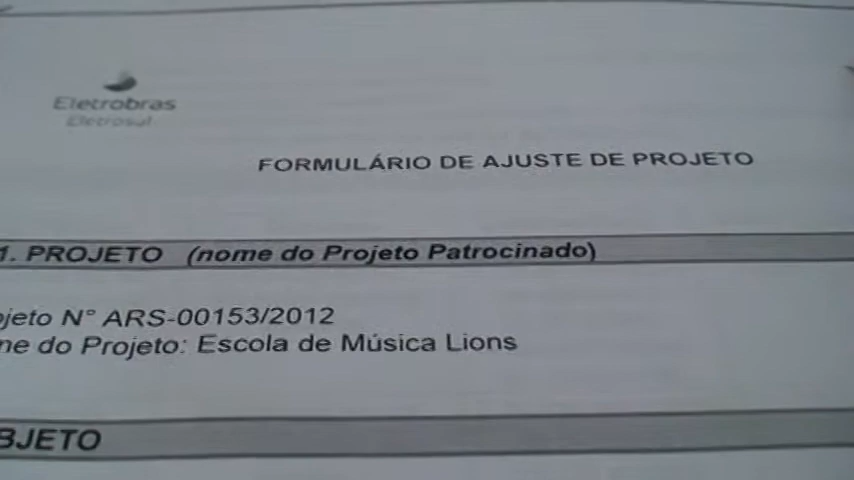 Eletrobras
Eletrosul
FORMULÁRIO DE AJUSTE DE PROJETO
1. PROJETO (nome do Projeto Patrocinado)
ojeto N° ARS-00153/2012
me do Projeto: Escola de Música Lions
BJETO